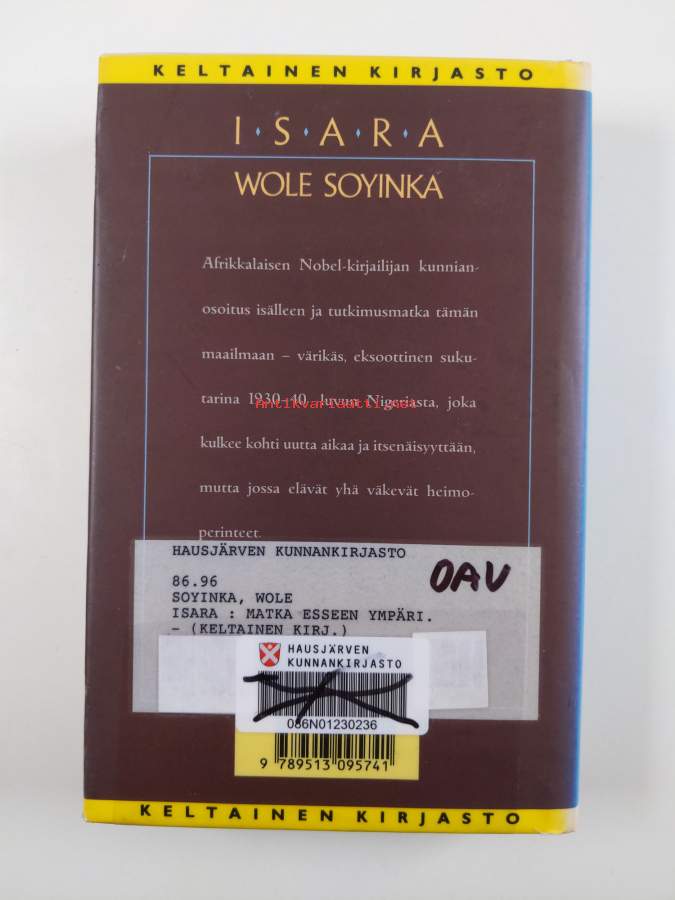 KELTAINEN KIRJASTO
I·S·A·R·A
WOLE SOYINKA
Afrikkalaisen Nobel-kirjailijan kunnian-
osoitus isälleen ja tutkimusmatka tämän
maailmaan – värikäs, eksoottinen suku-
tarina 1930–40 -luvun Nigeriasta, joka
Antikvariaatti.net
kulkee kohti uutta aikaa ja itsenäisyyttään,
mutta jossa elävät yhä väkevät heimo-
perinteet.
HAUSJÄRVEN KUNNANKIRJASTO
OAV
86.96
SOYINKA, WOLE
ISARA : MATKA ESSEEN YMPÄRI.
- (KELTAINEN KIRJ.)
HAUSJÄRVEN
KUNNANKIRJASTO
086N01230236
9 789513 095741
KELTAINEN KIRJASTO